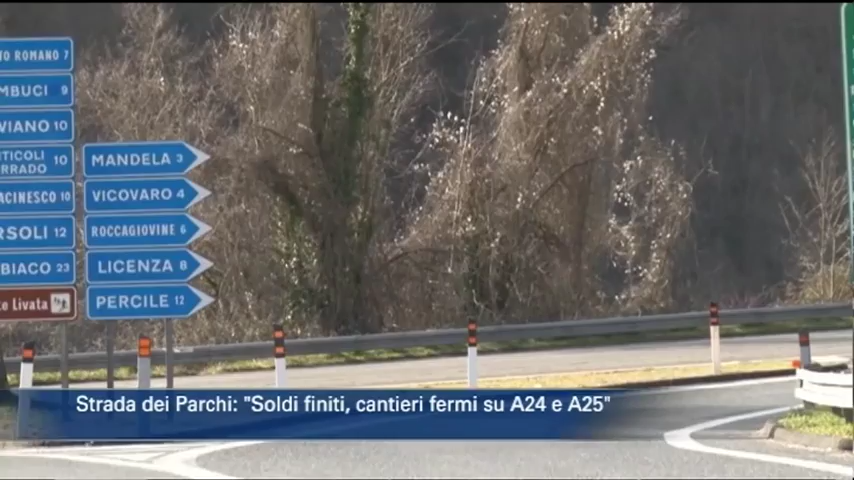 ROMANO 7
MBUCI 9
VIANO 10
TICOLI 10
RRADO
ACINESCO 10
RSOLI 12
BIACO 23
Livata
MANDELA 3
VICOVARO 4
ROCCAGIOVINE 6
LICENZA 8
PERCILE 12
Strada dei Parchi: "Soldi finiti, cantieri fermi su A24 e A25"